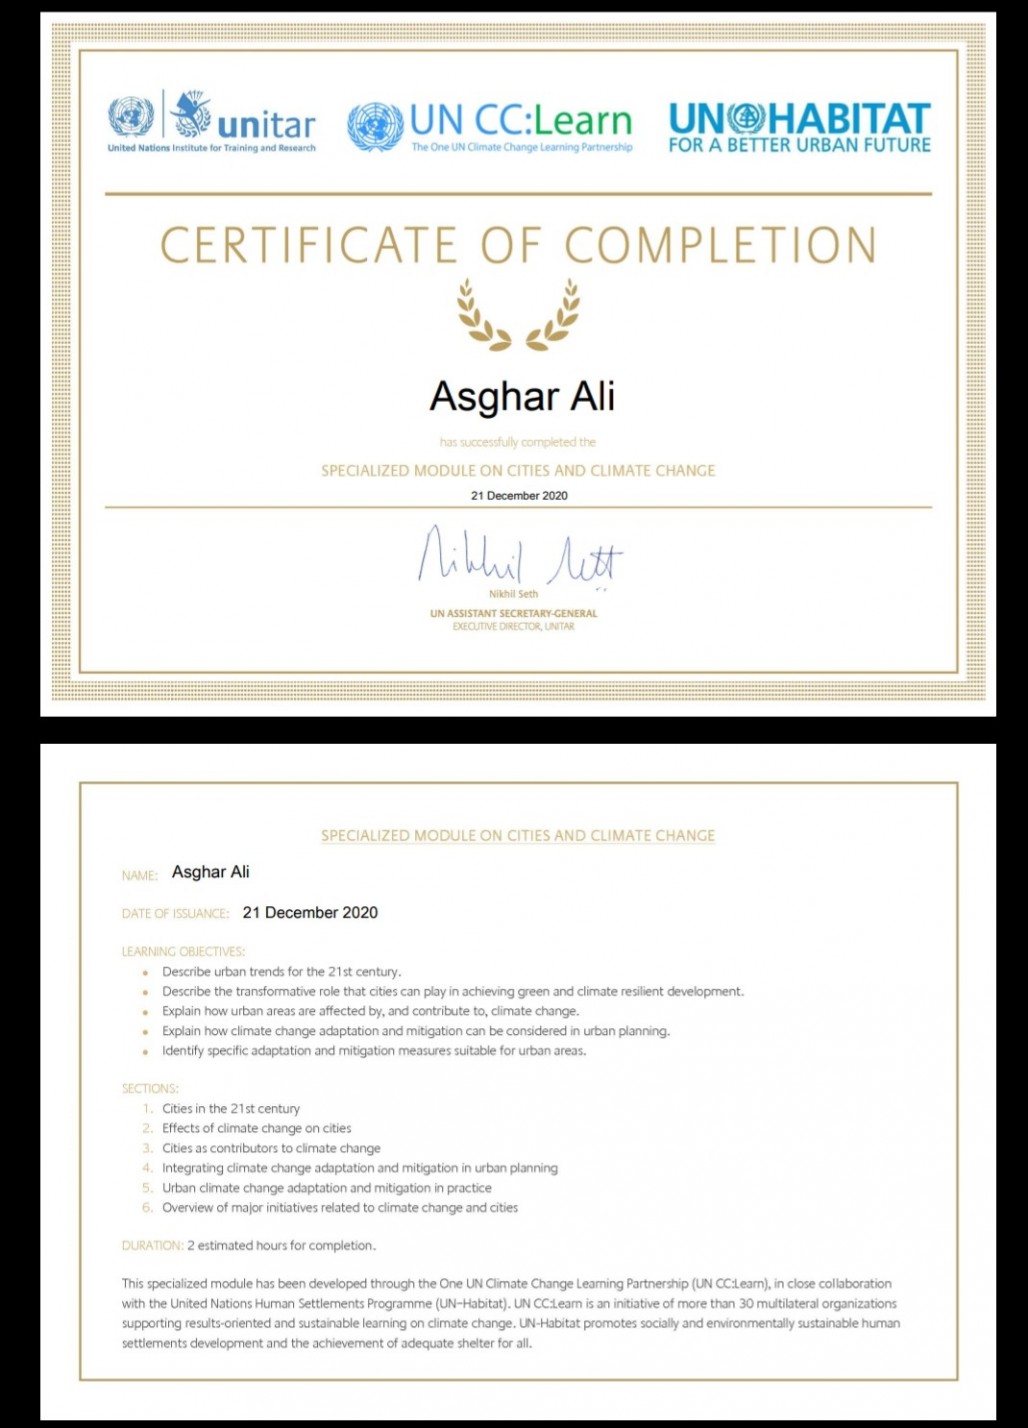 unitar
United Nations Institute for Training and Research
UN CC:Learn
The One UN Climate Change Learning Partnership
UN HABITAT
FOR A BETTER URBAN FUTURE
CERTIFICATE OF COMPLETION
Asghar Ali
has successfully completed the
SPECIALIZED MODULE ON CITIES AND CLIMATE CHANGE
21 December 2020
Nikhil Seth
Nikhil Seth
UN ASSISTANT SECRETARY-GENERAL
EXECUTIVE DIRECTOR, UNITAR
SPECIALIZED MODULE ON CITIES AND CLIMATE CHANGE
NAME: Asghar Ali
DATE OF ISSUANCE: 21 December 2020
LEARNING OBJECTIVES:
• Describe urban trends for the 21st century.
• Describe the transformative role that cities can play in achieving green and climate resilient development.
• Explain how urban areas are affected by, and contribute to, climate change.
• Explain how climate change adaptation and mitigation can be considered in urban planning.
• Identify specific adaptation and mitigation measures suitable for urban areas.
SECTIONS:
1. Cities in the 21st century
2. Effects of climate change on cities
3. Cities as contributors to climate change
4. Integrating climate change adaptation and mitigation in urban planning
5. Urban climate change adaptation and mitigation in practice
6. Overview of major initiatives related to climate change and cities
DURATION: 2 estimated hours for completion.
This specialized module has been developed through the One UN Climate Change Learning Partnership (UN CC:Learn), in close collaboration
with the United Nations Human Settlements Programme (UN-Habitat). UN CC:Learn is an initiative of more than 30 multilateral organizations
supporting results-oriented and sustainable learning on climate change. UN-Habitat promotes socially and environmentally sustainable human
settlements development and the achievement of adequate shelter for all.